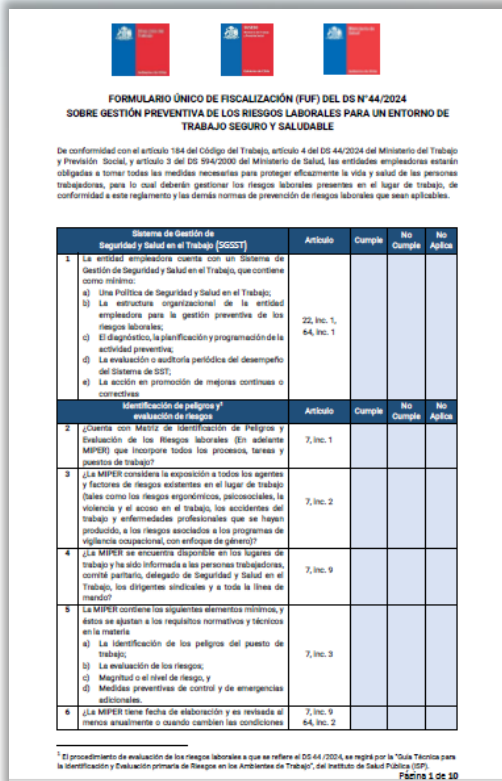 FORMULARIO ÚNICO DE FISCALIZACIÓN (FUF) DEL DS N°44/2024
SOBRE GESTIÓN PREVENTIVA DE LOS RIESGOS LABORALES PARA UN ENTORNO DE
TRABAJO SEGURO Y SALUDABLE
De conformidad con el artículo 184 del Código del Trabajo, artículo 4 del DS 44/2024 del Ministerio del Trabajo
y Previsión Social, y artículo 3 del DS 594/2000 del Ministerio de Salud, las entidades empleadoras estarán
obligadas a tomar todas las medidas necesarias para proteger eficazmente la vida y salud de las personas
trabajadoras, para lo cual deberán gestionar los riesgos laborales presentes en el lugar de trabajo, de
conformidad a este reglamento y las demás normas de prevención de riesgos laborales que sean aplicables.
Sistema de Gestión de
Seguridad y Salud en el Trabajo (SGSST)
Artículo
Cumple
No
Cumple
No
Aplica
1
La entidad empleadora cuenta con un Sistema de
Gestión de Seguridad y Salud en el Trabajo, que contiene
como mínimo:
a) Una Política de Seguridad y Salud en el Trabajo;
b) La estructura organizacional de la entidad
empleadora para la gestión preventiva de los
riesgos laborales;
c) El diagnóstico, la planificación y programación de la
actividad preventiva;
d) La evaluación o auditoría periódica del desempeño
del Sistema de SST;
e) La acción en promoción de mejoras continuas o
correctivas
22, inc. 1,
64, inc. 1
Identificación de peligros y¹
evaluación de riesgos
Artículo
Cumple
No
Cumple
No
Aplica
2
¿Cuenta con Matriz de Identificación de Peligros y
Evaluación de los Riesgos laborales (En adelante
MIPER) que incorpore todos los procesos, tareas y
puestos de trabajo?
7, inc. 1
3
¿La MIPER considera la exposición a todos los agentes
y factores de riesgos existentes en el lugar de trabajo
(tales como los riesgos ergonómicos, psicosociales, la
violencia y el acoso en el trabajo, los accidentes del
trabajo y enfermedades profesionales que se hayan
producido, a los riesgos asociados a los programas de
vigilancia ocupacional, con enfoque de género)?
7, inc. 2
4
¿La MIPER se encuentra disponible en los lugares de
trabajo y ha sido informada a las personas trabajadoras,
comité paritario, delegado de Seguridad y Salud en el
Trabajo, los dirigentes sindicales y a toda la línea de
mando?
7, inc. 9
5
La MIPER contiene los siguientes elementos mínimos, y
éstos se ajustan a los requisitos normativos y técnicos
en la materia
a) La identificación de los peligros del puesto de
trabajo;
b) La evaluación de los riesgos;
c) Magnitud o el nivel de riesgo, y
d) Medidas preventivas de control y de emergencias
adicionales.
7, inc. 3
6
¿La MIPER tiene fecha de elaboración y es revisada al
menos anualmente o cuando cambien las condiciones
7, inc. 9
64, inc. 2
¹ El procedimiento de evaluación de los riesgos laborales a que se refiere el DS 44 /2024, se regirá por la "Guía Técnica para
la Identificación y Evaluación primaria de Riesgos en los Ambientes de Trabajo", del Instituto de Salud Pública (ISP).
Página 1 de 10